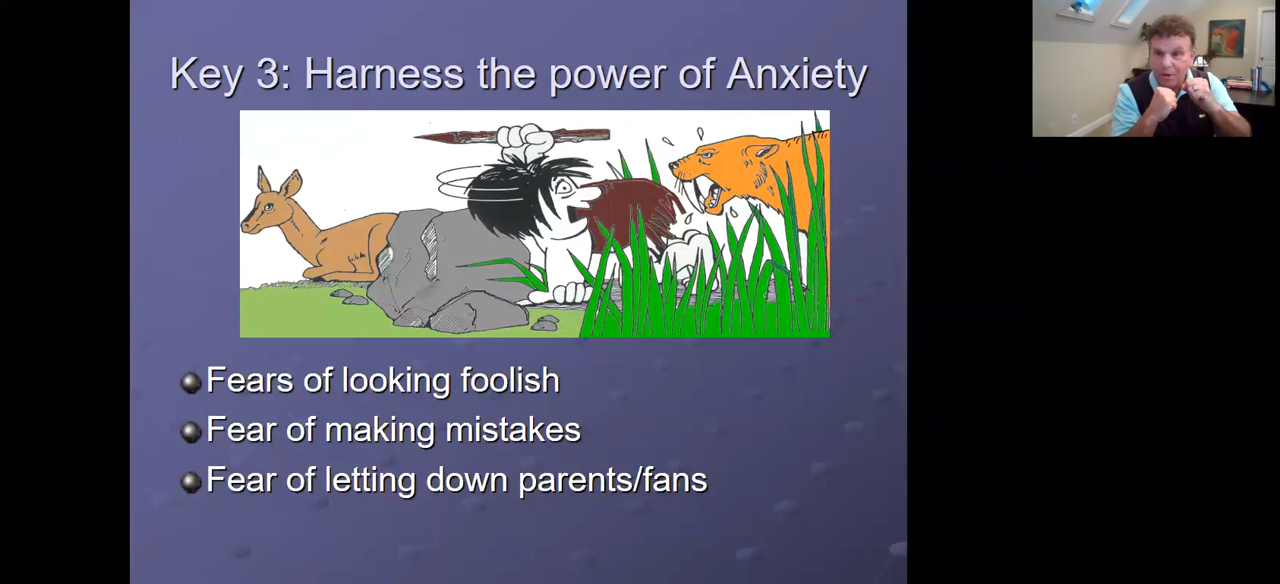 Key 3: Harness the power of Anxiety
Fears of looking foolish
Fear of making mistakes
Fear of letting down parents/fans